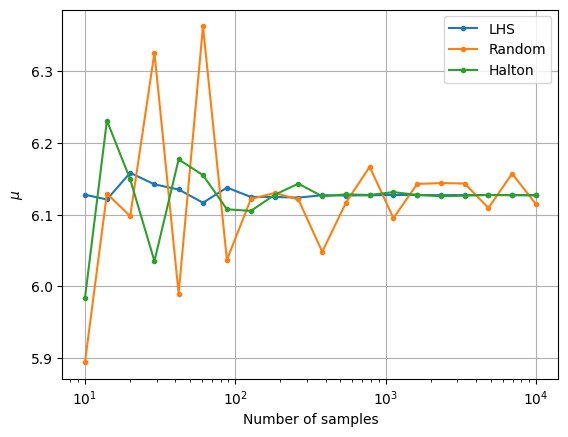 LHS
Random
Halton
6.3
6.2
6.1
6.0
5.9
μ
10¹
10²
10³
10⁴
Number of samples